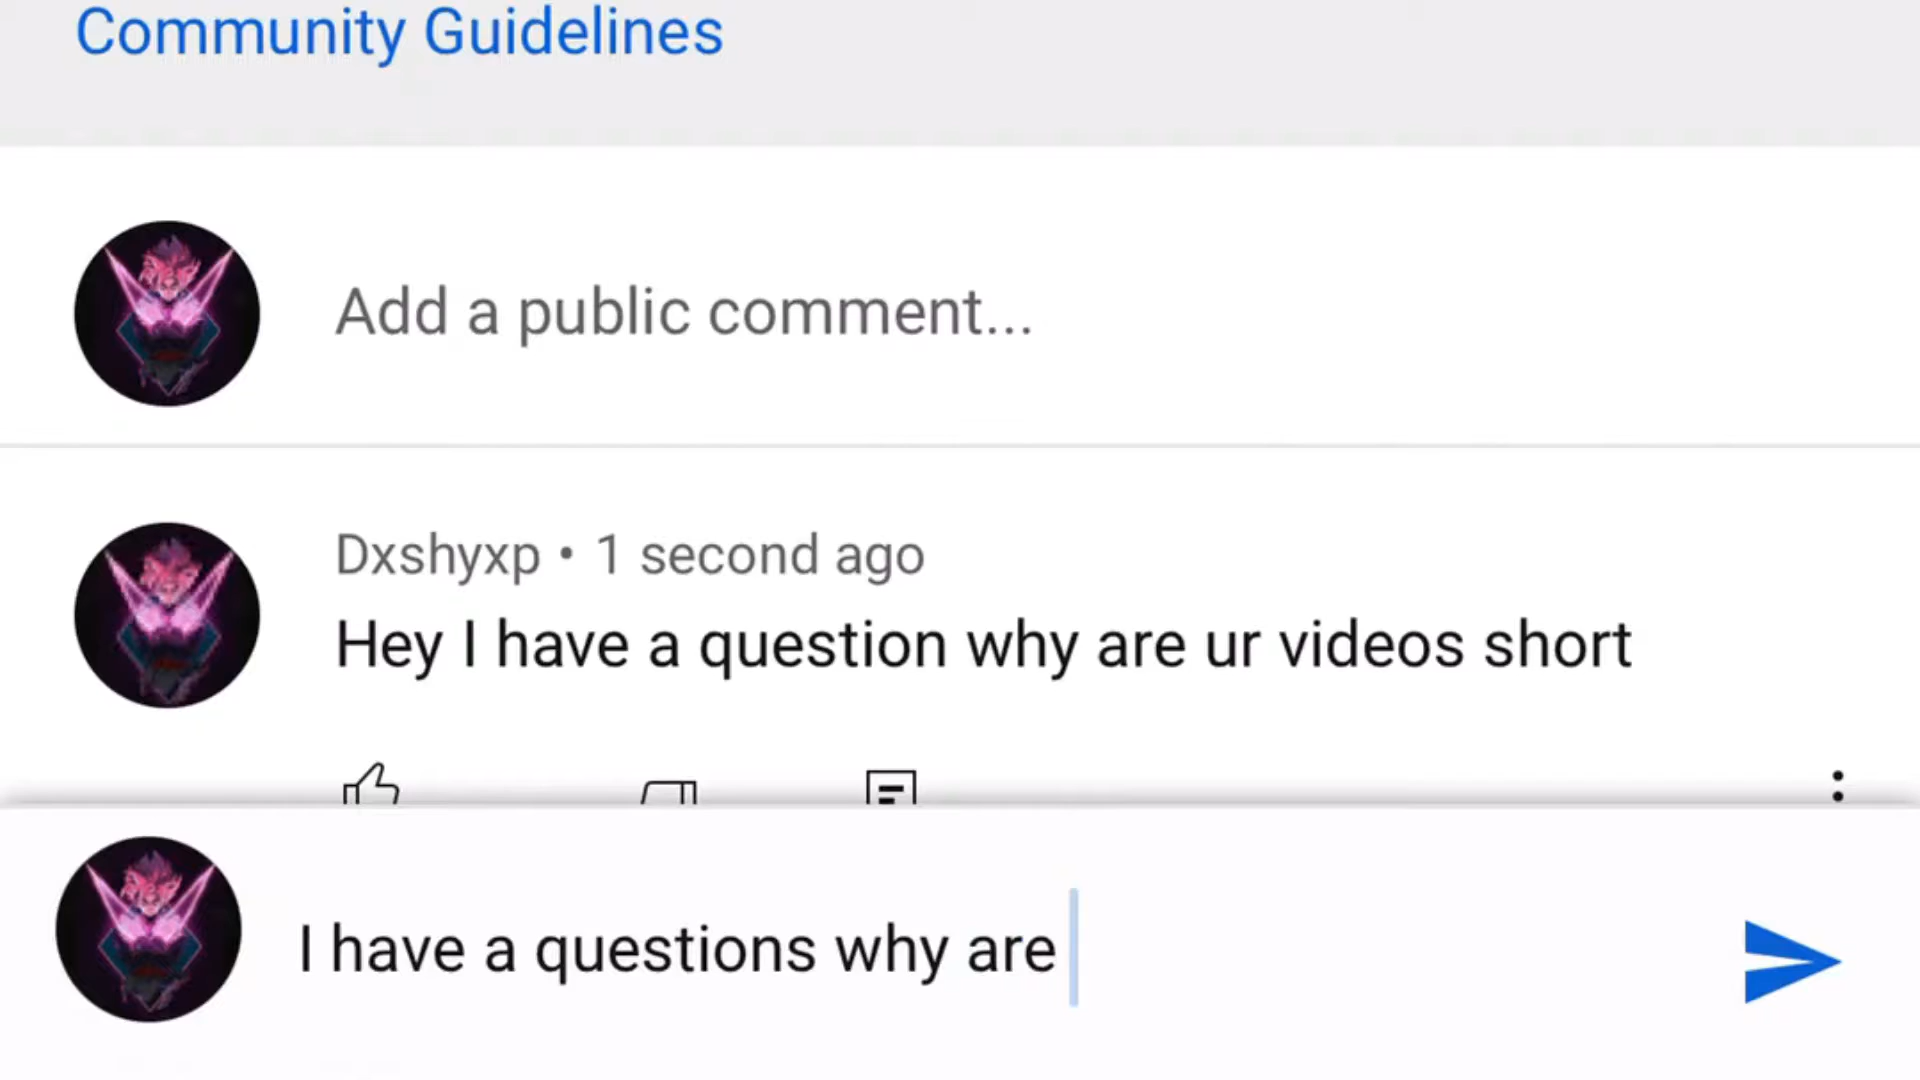 Community Guidelines
Add a public comment...
Dxshyxp • 1 second ago
Hey I have a question why are ur videos short
I have a questions why are